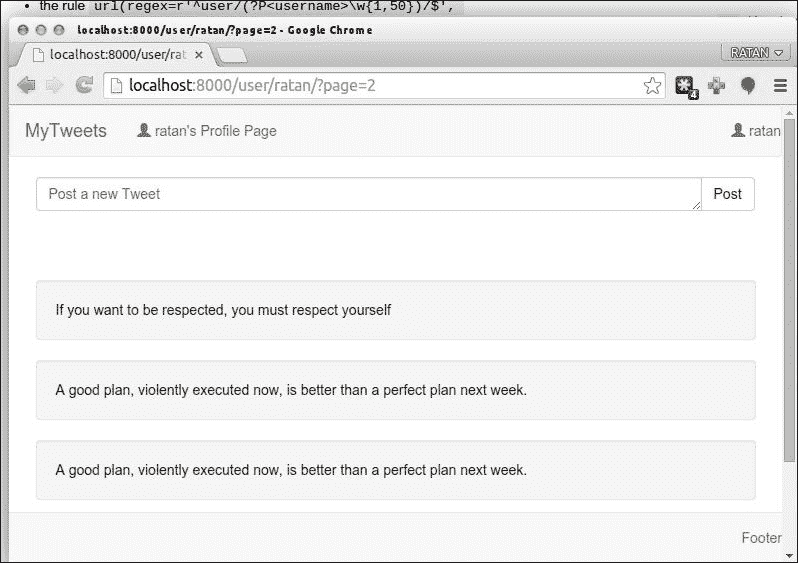 the rule url(regex=r'^user/(?P<username>\w{1,50})/$',
localhost:8000/user/ratan/?page=2 - Google Chrome
localhost:8000/user/rat
RATAN
localhost:8000/user/ratan/?page=2
4
MyTweets ratan's Profile Page ratan
Post a new Tweet Post
If you want to be respected, you must respect yourself
A good plan, violently executed now, is better than a perfect plan next week.
A good plan, violently executed now, is better than a perfect plan next week.
Footer